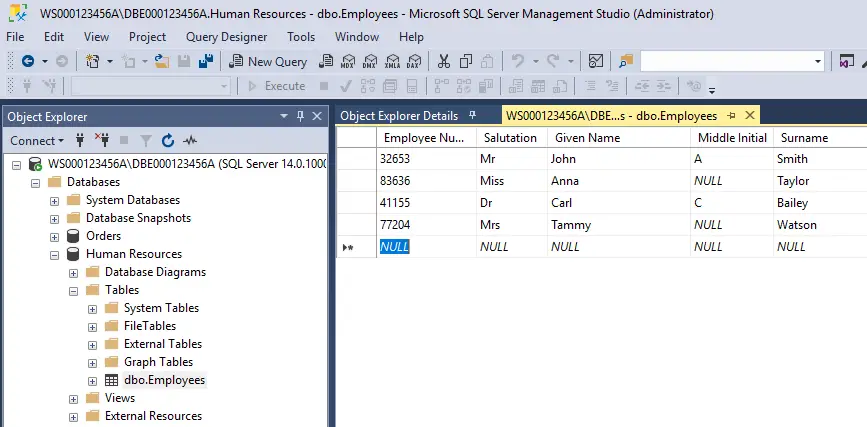 WS000123456A\DBE000123456A.Human Resources - dbo.Employees - Microsoft SQL Server Management Studio (Administrator)
File Edit View Project Query Designer Tools Window Help
New Query MDX DMX XMLA DAX
Execute
Object Explorer
Connect
WS000123456A\DBE000123456A (SQL Server 14.0.1000
Databases
System Databases
Database Snapshots
Orders
Human Resources
Database Diagrams
Tables
System Tables
FileTables
External Tables
Graph Tables
dbo.Employees
Views
External Resources
Object Explorer Details WS000123456A\DBE...s - dbo.Employees
Employee Nu... Salutation Given Name Middle Initial Surname
32653 Mr John A Smith
83636 Miss Anna NULL Taylor
41155 Dr Carl C Bailey
77204 Mrs Tammy NULL Watson
NULL NULL NULL NULL NULL